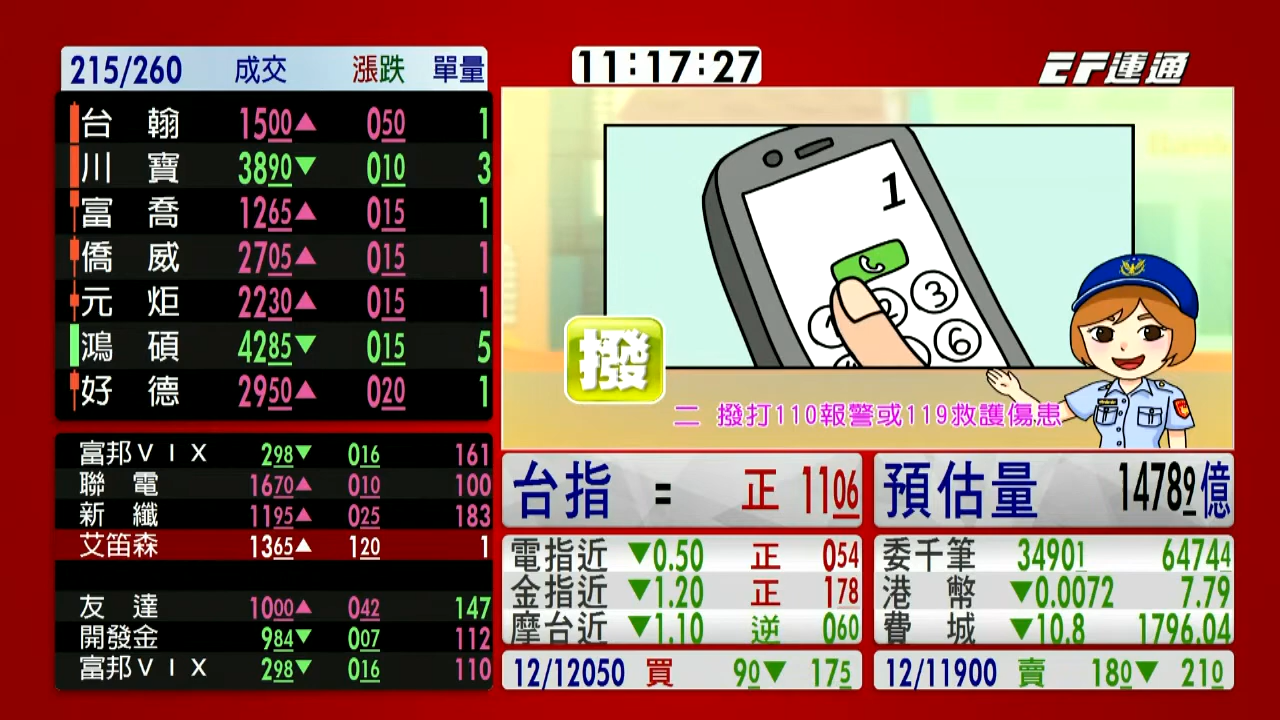 215/260 成交 漲跌 單量
11:17:27
EF運通
台翰 1500▲ 050 1
川寶 3890▼ 010 3
富喬 1265▲ 015 1
僑威 2705▲ 015 1
元炬 2230▲ 015 1
鴻碩 4285▼ 015 5
好德 2950▲ 020 1
富邦ＶＩＸ 298▼ 016 161
聯電 1670▲ 010 100
新纖 1195▲ 025 183
艾笛森 1365▲ 120 1
友達 1000▲ 042 147
開發金 984▼ 007 112
富邦ＶＩＸ 298▼ 016 110
1
2 3
6
撥
二 撥打110報警或119救護傷患
台指 = 正 1106
預估量 14789億
電指近 ▼0.50 正 054
金指近 ▼1.20 正 178
摩台近 ▼1.10 逆 060
委千筆 34901 64744
港幣 ▼0.0072 7.79
費城 ▼10.8 1796.04
12/12050 買 90▼ 175
12/11900 賣 180▼ 210